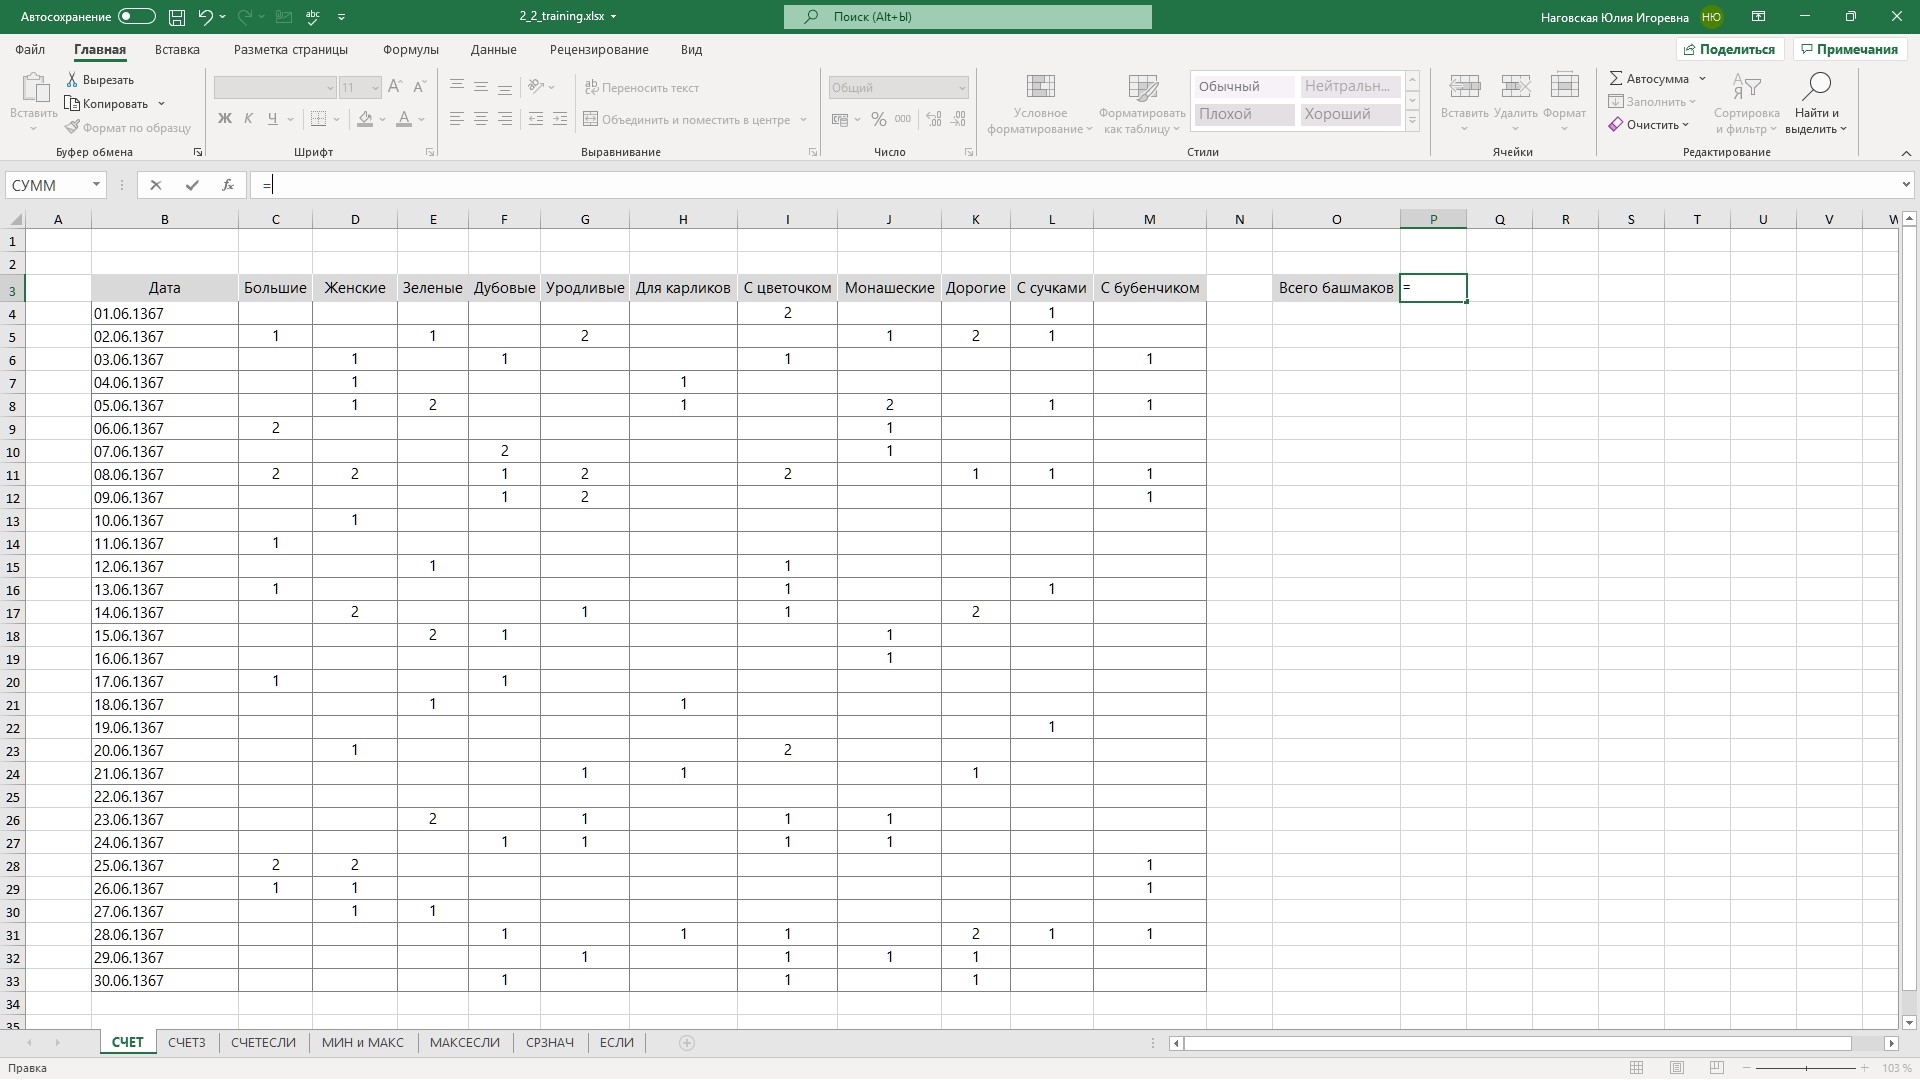 Автосохранение 2_2_training.xlsx Поиск (Alt+Ы) Наговская Юлия Игоревна НЮ
Файл Главная Вставка Разметка страницы Формулы Данные Рецензирование Вид Поделиться Примечания
Вставить
Вырезать
Копировать
Формат по образцу
Буфер обмена
11
Ж К Ч
Шрифт
Переносить текст
Объединить и поместить в центре
Выравнивание
Общий
% 000
Число
Условное форматирование
Форматировать как таблицу
Обычный Нейтральн...
Плохой Хороший
Стили
Вставить Удалить Формат
Ячейки
Автосумма
Заполнить
Очистить
Сортировка и фильтр
Найти и выделить
Редактирование
СУММ fx =
A B C D E F G H I J K L M N O P Q R S T U V W
1
2
3 Дата Большие Женские Зеленые Дубовые Уродливые Для карликов С цветочком Монашеские Дорогие С сучками С бубенчиком Всего башмаков =
4 01.06.1367 2 1
5 02.06.1367 1 1 2 1 2 1
6 03.06.1367 1 1 1 1
7 04.06.1367 1 1
8 05.06.1367 1 2 1 2 1 1
9 06.06.1367 2 1
10 07.06.1367 2 1
11 08.06.1367 2 2 1 2 2 1 1 1
12 09.06.1367 1 2 1
13 10.06.1367 1
14 11.06.1367 1
15 12.06.1367 1 1
16 13.06.1367 1 1 1
17 14.06.1367 2 1 1 2
18 15.06.1367 2 1 1
19 16.06.1367 1
20 17.06.1367 1 1
21 18.06.1367 1 1
22 19.06.1367 1
23 20.06.1367 1 2
24 21.06.1367 1 1 1
25 22.06.1367
26 23.06.1367 2 1 1 1
27 24.06.1367 1 1 1 1
28 25.06.1367 2 2 1
29 26.06.1367 1 1 1
30 27.06.1367 1 1
31 28.06.1367 1 1 1 2 1 1
32 29.06.1367 1 1 1 1
33 30.06.1367 1 1 1
34
35
СЧЕТ СЧЕТЗ СЧЕТЕСЛИ МИН и МАКС МАКСЕСЛИ СРЗНАЧ ЕСЛИ
Правка 103 %